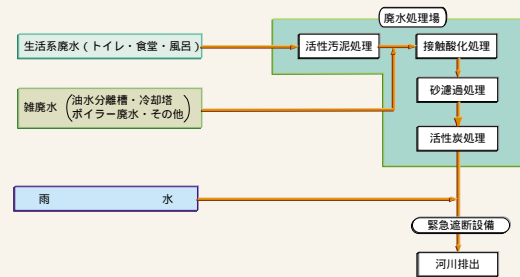 廃水処理場
生活系廃水(トイレ・食堂・風呂)
活性汚泥処理
接触酸化処理
雑廃水(油水分離槽・冷却塔
ボイラー廃水・その他)
砂濾過処理
活性炭処理
雨 水
緊急遮断設備
河川排出